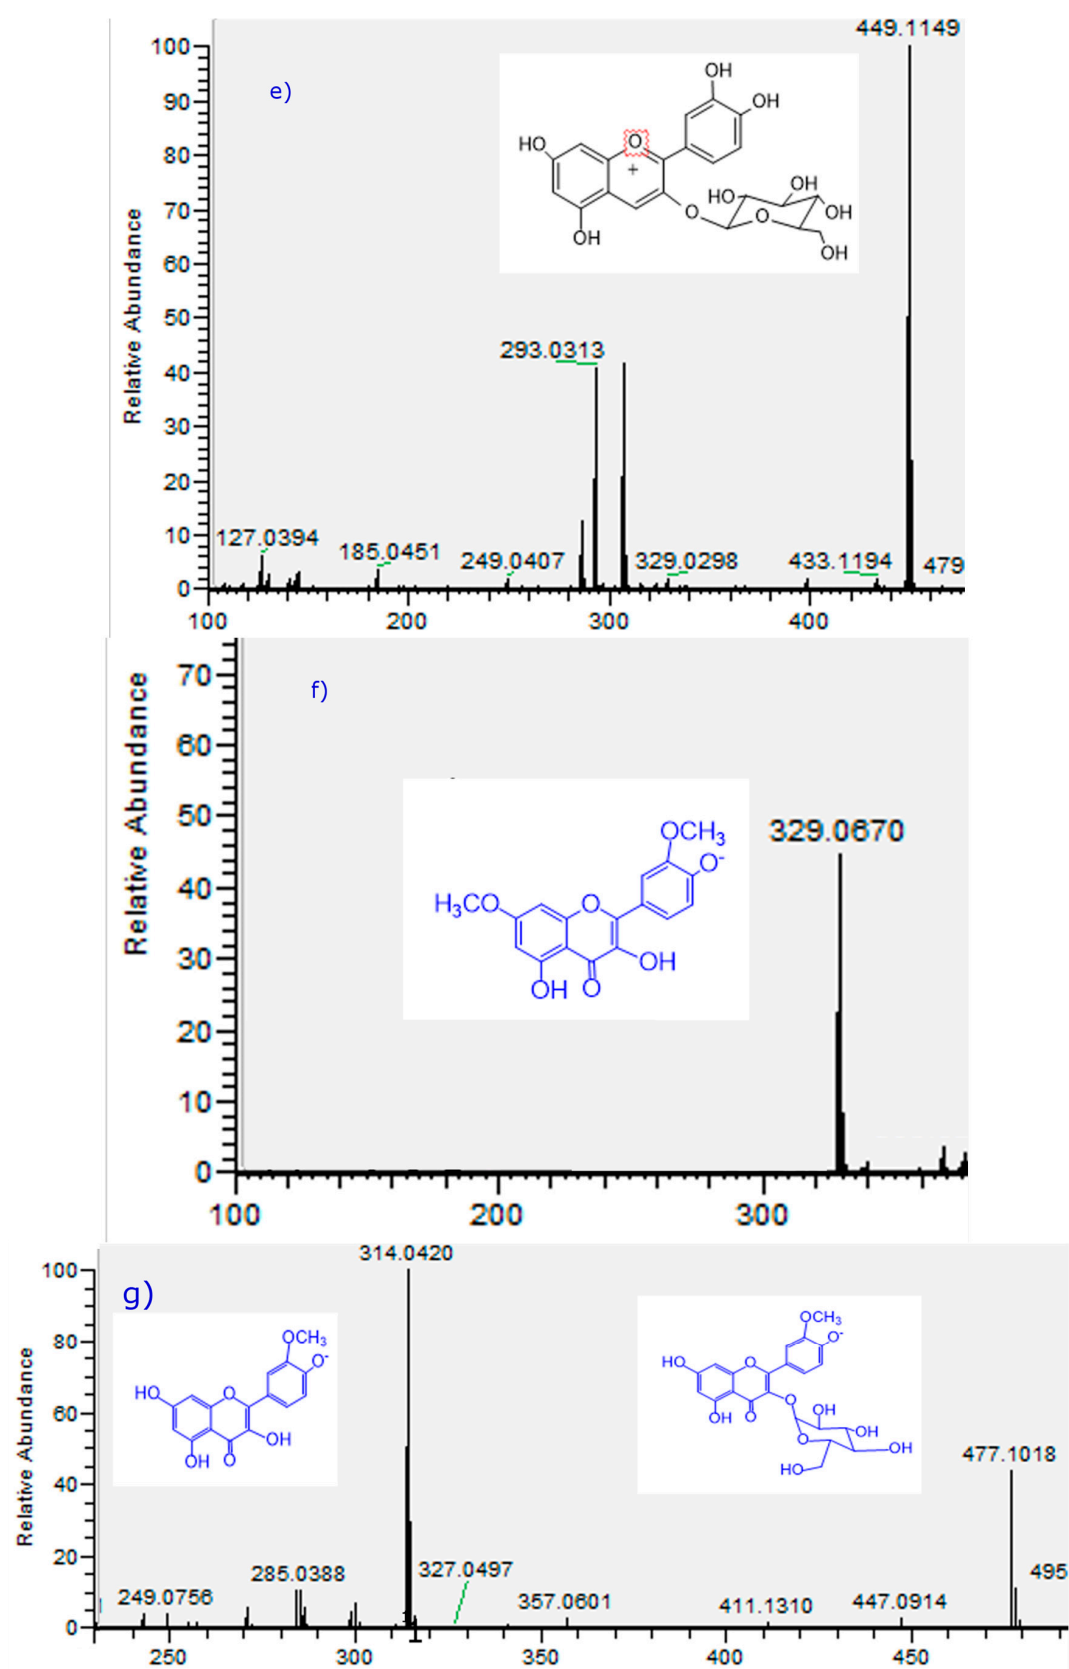 449.1149
100
e)
OH
OH
90
80
HO
O
+
70
HO
OH
O
O
OH
OH
OH
60
50
293.0313
40
30
20
10
127.0394
185.0451
249.0407
329.0298
433.1194
479
0
100
200
300
400
Relative Abundance
70
f)
60
50
329.0670
OCH3
O-
H3CO
O
OH
OH
O
40
30
20
10
0
100
200
300
Relative Abundance
314.0420
100
g)
OCH3
O-
HO
O
OH
OH
O
OCH3
O-
HO
O
O
OH
O
OH
OH
O
OH
HO
80
60
477.1018
40
20
249.0756
285.0388
327.0497
357.0601
411.1310
447.0914
495
0
250
300
350
400
450
Relative Abundance